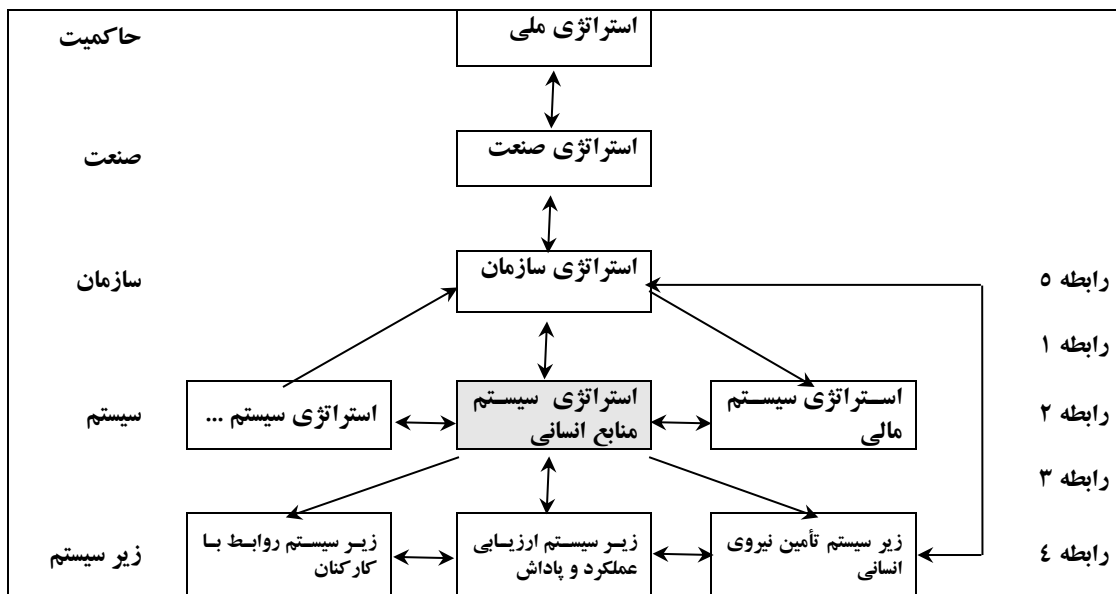 استراتژی ملی
حاکمیت
استراتژی صنعت
صنعت
استراتژی سازمان
سازمان
رابطه ٥
رابطه ۱
استراتژی سیستم مالی
استراتژی سیستم منابع انسانی
استراتژی سیستم ...
سیستم
رابطه ۲
رابطه ۳
زیر سیستم تأمین نیروی انسانی
زیر سیستم ارزیابی عملکرد و پاداش
زیر سیستم روابط با کارکنان
زیر سیستم
رابطه ٤